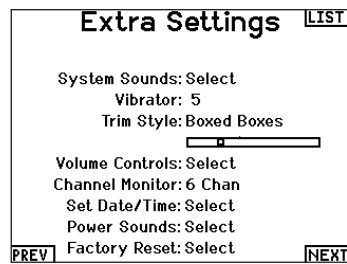 Extra Settings LIST
System Sounds: Select
Vibrator: 5
Trim Style: Boxed Boxes
Volume Controls: Select
Channel Monitor: 6 Chan
Set Date/Time: Select
Power Sounds: Select
PREV Factory Reset: Select NEXT